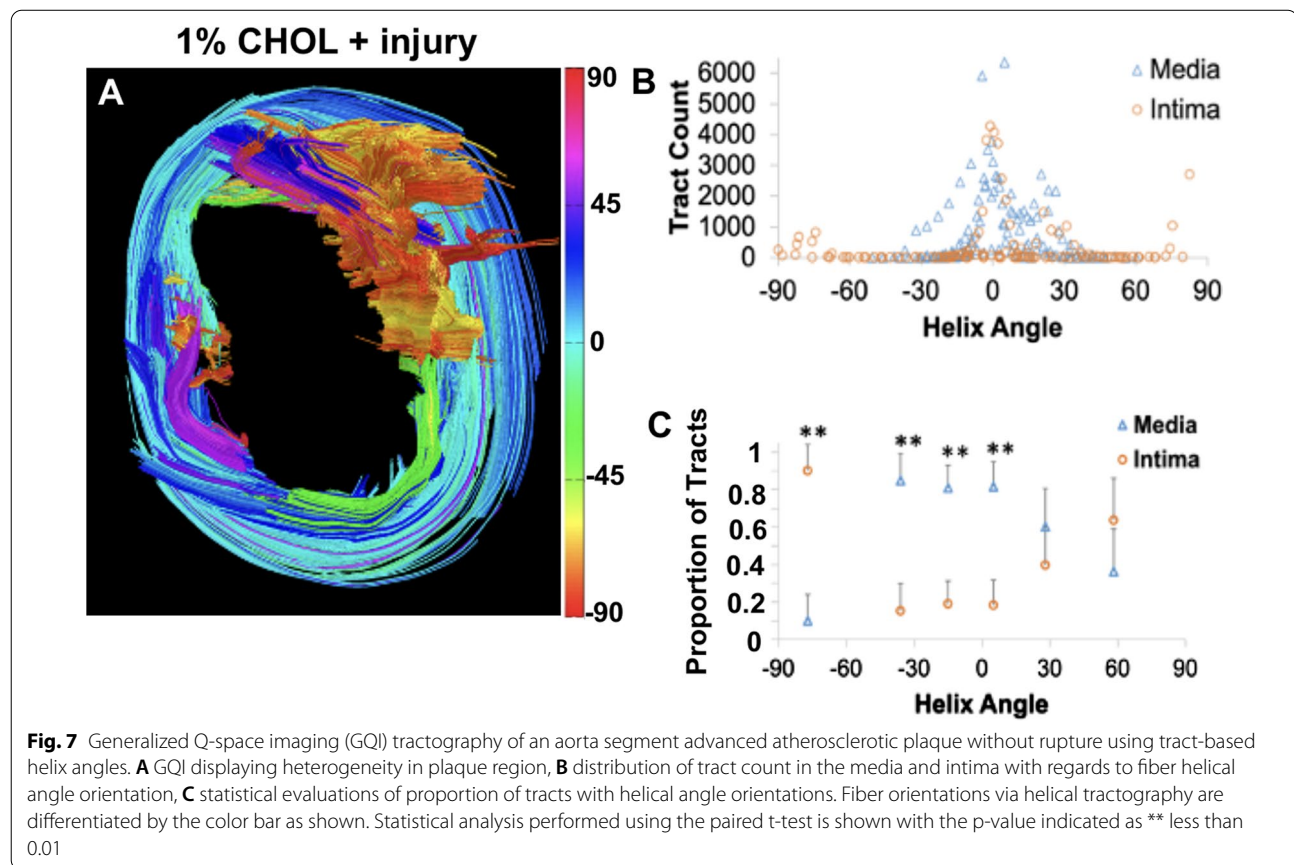 1% CHOL + injury
A
90
45
0
-45
-90
B
Tract Count
6000
5000
4000
3000
2000
1000
0
Media
Intima
-90 -60 -30 0 30 60 90
Helix Angle
C
Proportion of Tracts
1
0.8
0.6
0.4
0.2
0
** ** ** **
Media
Intima
-90 -60 -30 0 30 60 90
Helix Angle
Fig. 7 Generalized Q-space imaging (GQI) tractography of an aorta segment advanced atherosclerotic plaque without rupture using tract-based
helix angles. A GQI displaying heterogeneity in plaque region, B distribution of tract count in the media and intima with regards to fiber helical
angle orientation, C statistical evaluations of proportion of tracts with helical angle orientations. Fiber orientations via helical tractography are
differentiated by the color bar as shown. Statistical analysis performed using the paired t-test is shown with the p-value indicated as ** less than
0.01